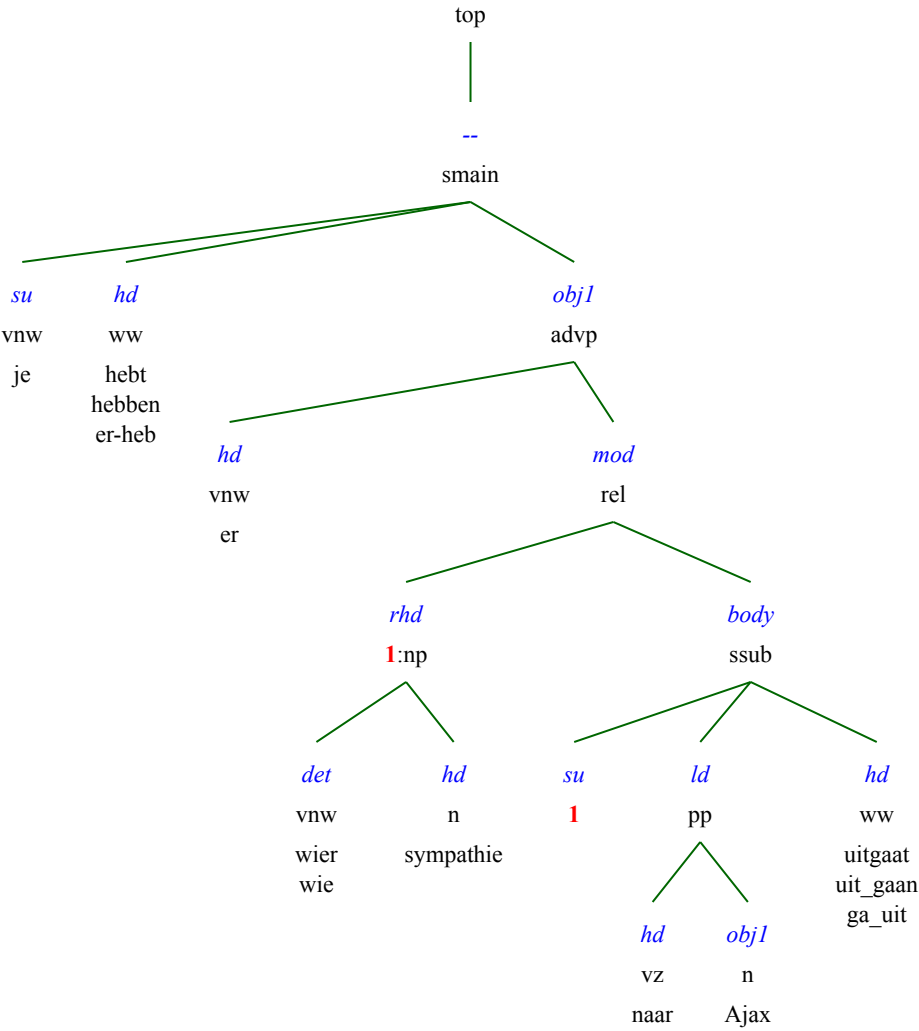 top
--
smain
su hd obj1
vnw ww advp
je hebt
hebben
er-heb
hd mod
vnw rel
er
rhd body
1:np ssub
det hd su ld hd
vnw n 1 pp ww
wier sympathie uitgaat
wie uit_gaan
ga_uit
hd obj1
vz n
naar Ajax